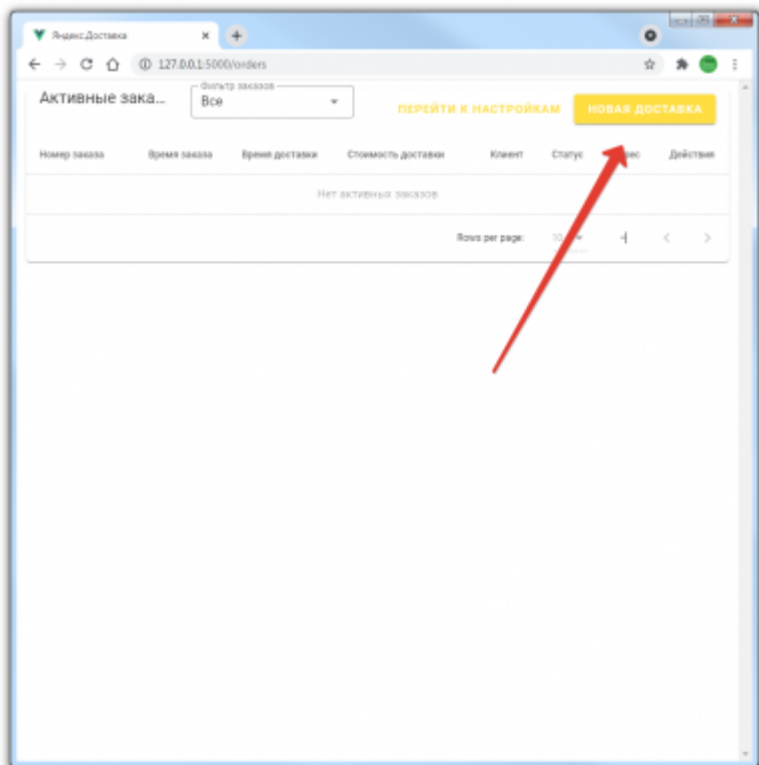 Яндекс.Доставка
127.0.0.1:5000/orders
Фильтр заказов
Активные зака... Все ПЕРЕЙТИ К НАСТРОЙКАМ НОВАЯ ДОСТАВКА
Номер заказа Время заказа Время доставки Стоимость доставки Клиент Статус Действия
Нет активных заказов
Rows per page: 10